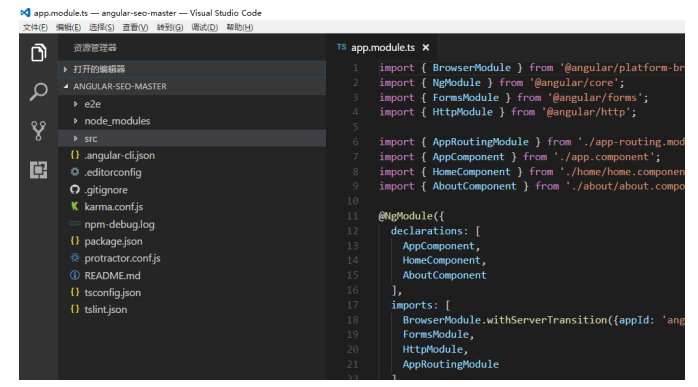 app.module.ts — angular-seo-master — Visual Studio Code
文件(F) 编辑(E) 选择(S) 查看(V) 转到(G) 调试(D) 帮助(H)
资源管理器
打开的编辑器
ANGULAR-SEO-MASTER
e2e
node_modules
src
{} .angular-cli.json
.editorconfig
.gitignore
K karma.conf.js
npm-debug.log
{} package.json
protractor.conf.js
README.md
{} tsconfig.json
{} tslint.json
TS app.module.ts ×
1 import { BrowserModule } from '@angular/platform-br
2 import { NgModule } from '@angular/core';
3 import { FormsModule } from '@angular/forms';
4 import { HttpModule } from '@angular/http';
5
6 import { AppRoutingModule } from './app-routing.mod
7 import { AppComponent } from './app.component';
8 import { HomeComponent } from './home/home.component
9 import { AboutComponent } from './about/about.compo
10
11 @NgModule({
12 declarations: [
13 AppComponent,
14 HomeComponent,
15 AboutComponent
16 ],
17 imports: [
18 BrowserModule.withServerTransition({appId: 'ang
19 FormsModule,
20 HttpModule,
21 AppRoutingModule
22 ]